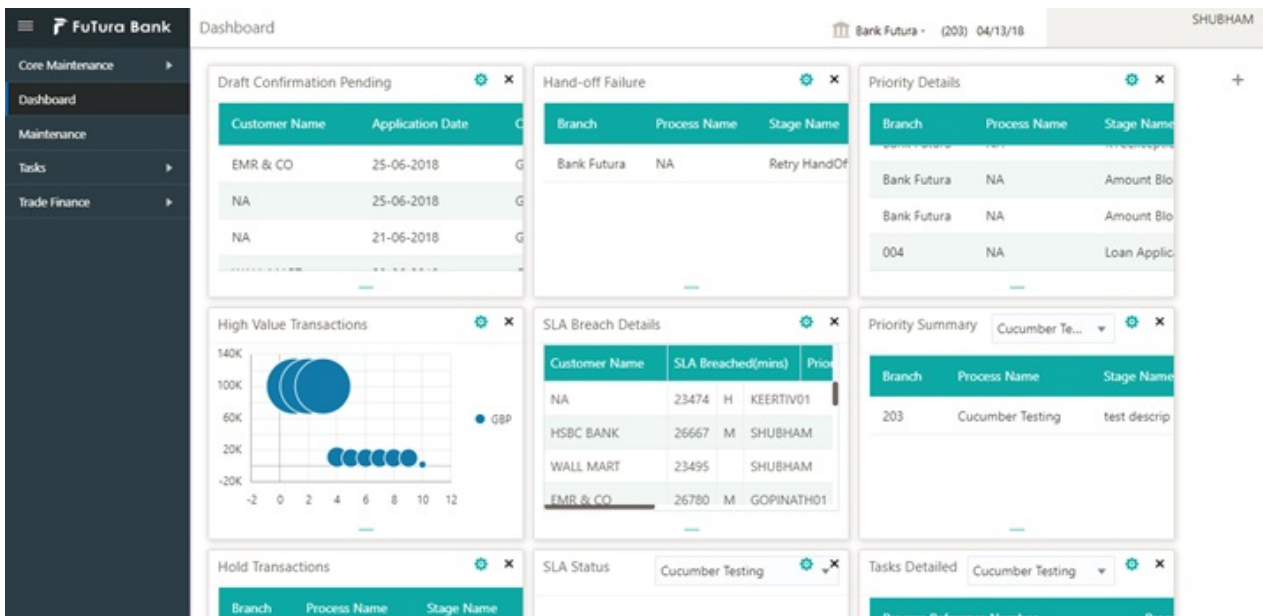 FuTura Bank
Dashboard
Bank Futura - (203) 04/13/18
SHUBHAM
Core Maintenance
Dashboard
Maintenance
Tasks
Trade Finance
Draft Confirmation Pending
Customer Name Application Date
EMR & CO 25-06-2018 G
NA 25-06-2018 G
NA 21-06-2018 G
Hand-off Failure
Branch Process Name Stage Name
Bank Futura NA Retry HandOf
Priority Details
Branch Process Name Stage Name
Bank Futura NA Amount Blo
Bank Futura NA Amount Blo
004 NA Loan Applic
High Value Transactions
140K
100K
60K
20K
-20K
-2 0 2 4 6 8 10 12
GBP
SLA Breach Details
Customer Name SLA Breached(mins) Prior
NA 23474 H KEERTIV01
HSBC BANK 26667 M SHUBHAM
WALL MART 23495 SHUBHAM
EMR & CO 26780 M GOPINATH01
Priority Summary Cucumber Te...
Branch Process Name Stage Name
203 Cucumber Testing test descrip
Hold Transactions
Branch Process Name Stage Name
SLA Status Cucumber Testing
Tasks Detailed Cucumber Testing